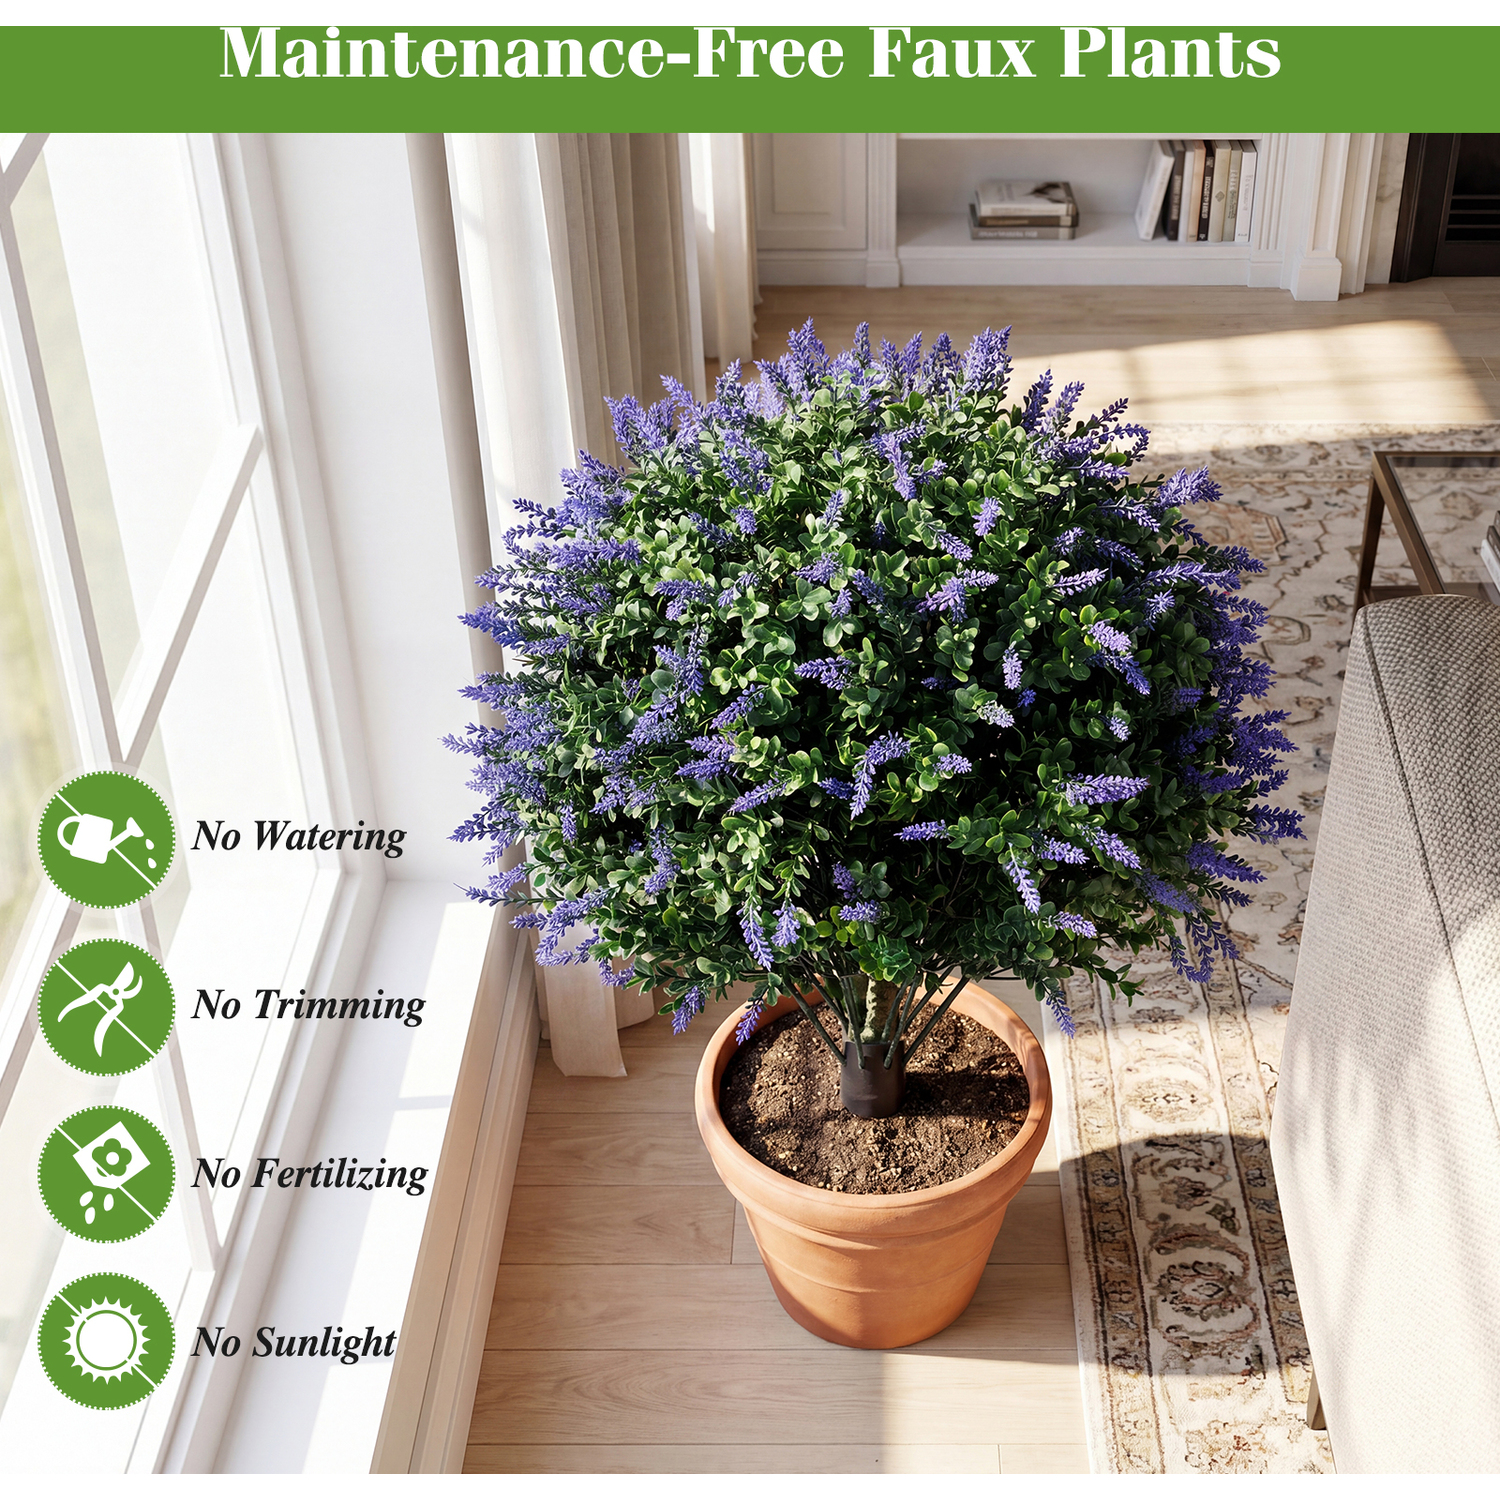 Maintenance-Free Faux Plants
No Watering
No Trimming
No Fertilizing
No Sunlight